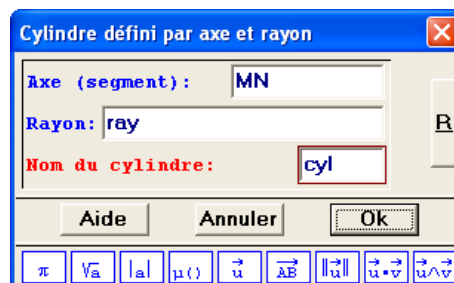 Cylindre défini par axe et rayon
Axe (segment): MN
Rayon: ray
R
Nom du cylindre: cyl
Aide Annuler Ok
π √a |a| µ() u⃗ AB⃗ ||u⃗|| u⃗•v⃗ u⃗∧v⃗